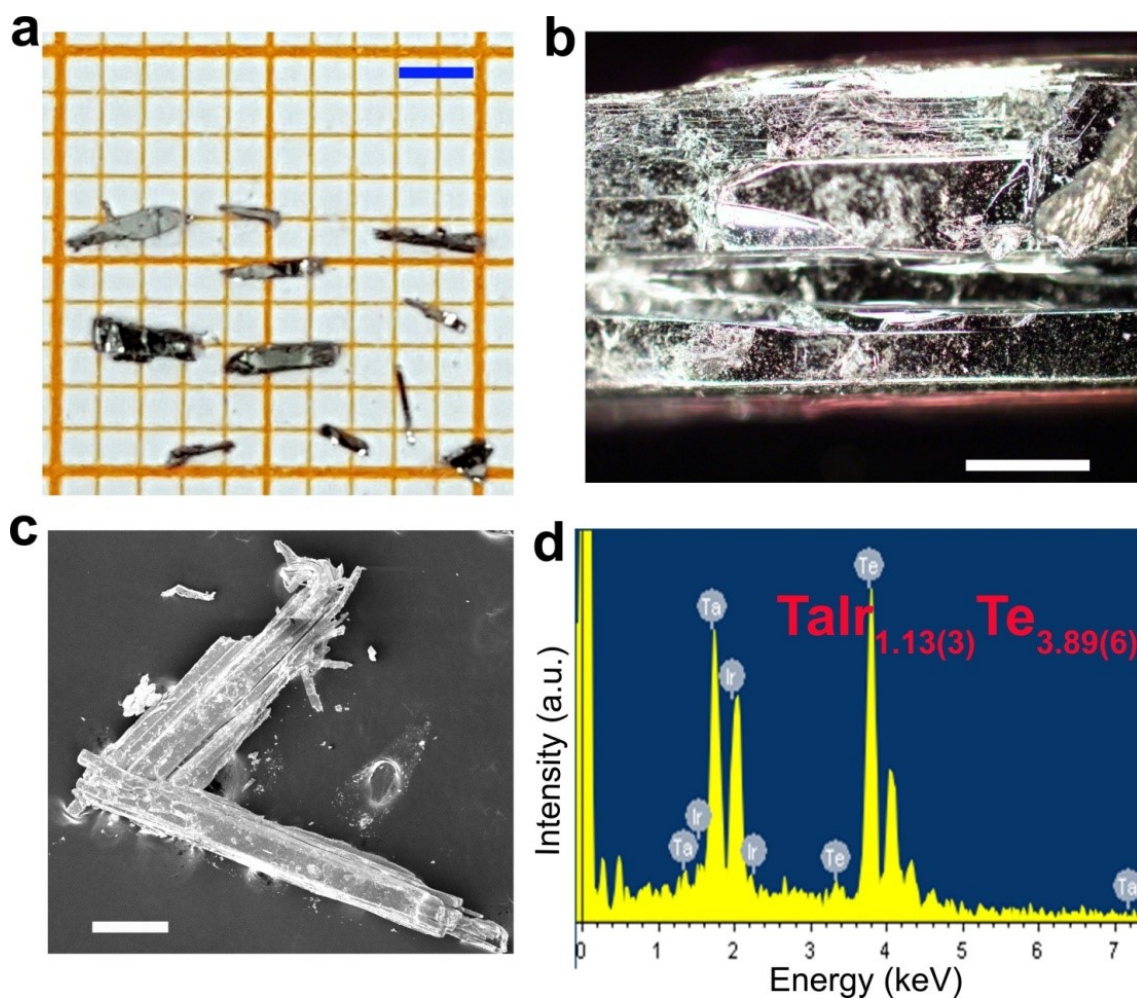 a
b
c
d
Te
Ta
TaIr1.13(3)Te3.89(6)
Ir
Ir
Ta
Te
Ir
Ta
Intensity (a.u.)
0 1 2 3 4 5 6 7
Energy (keV)